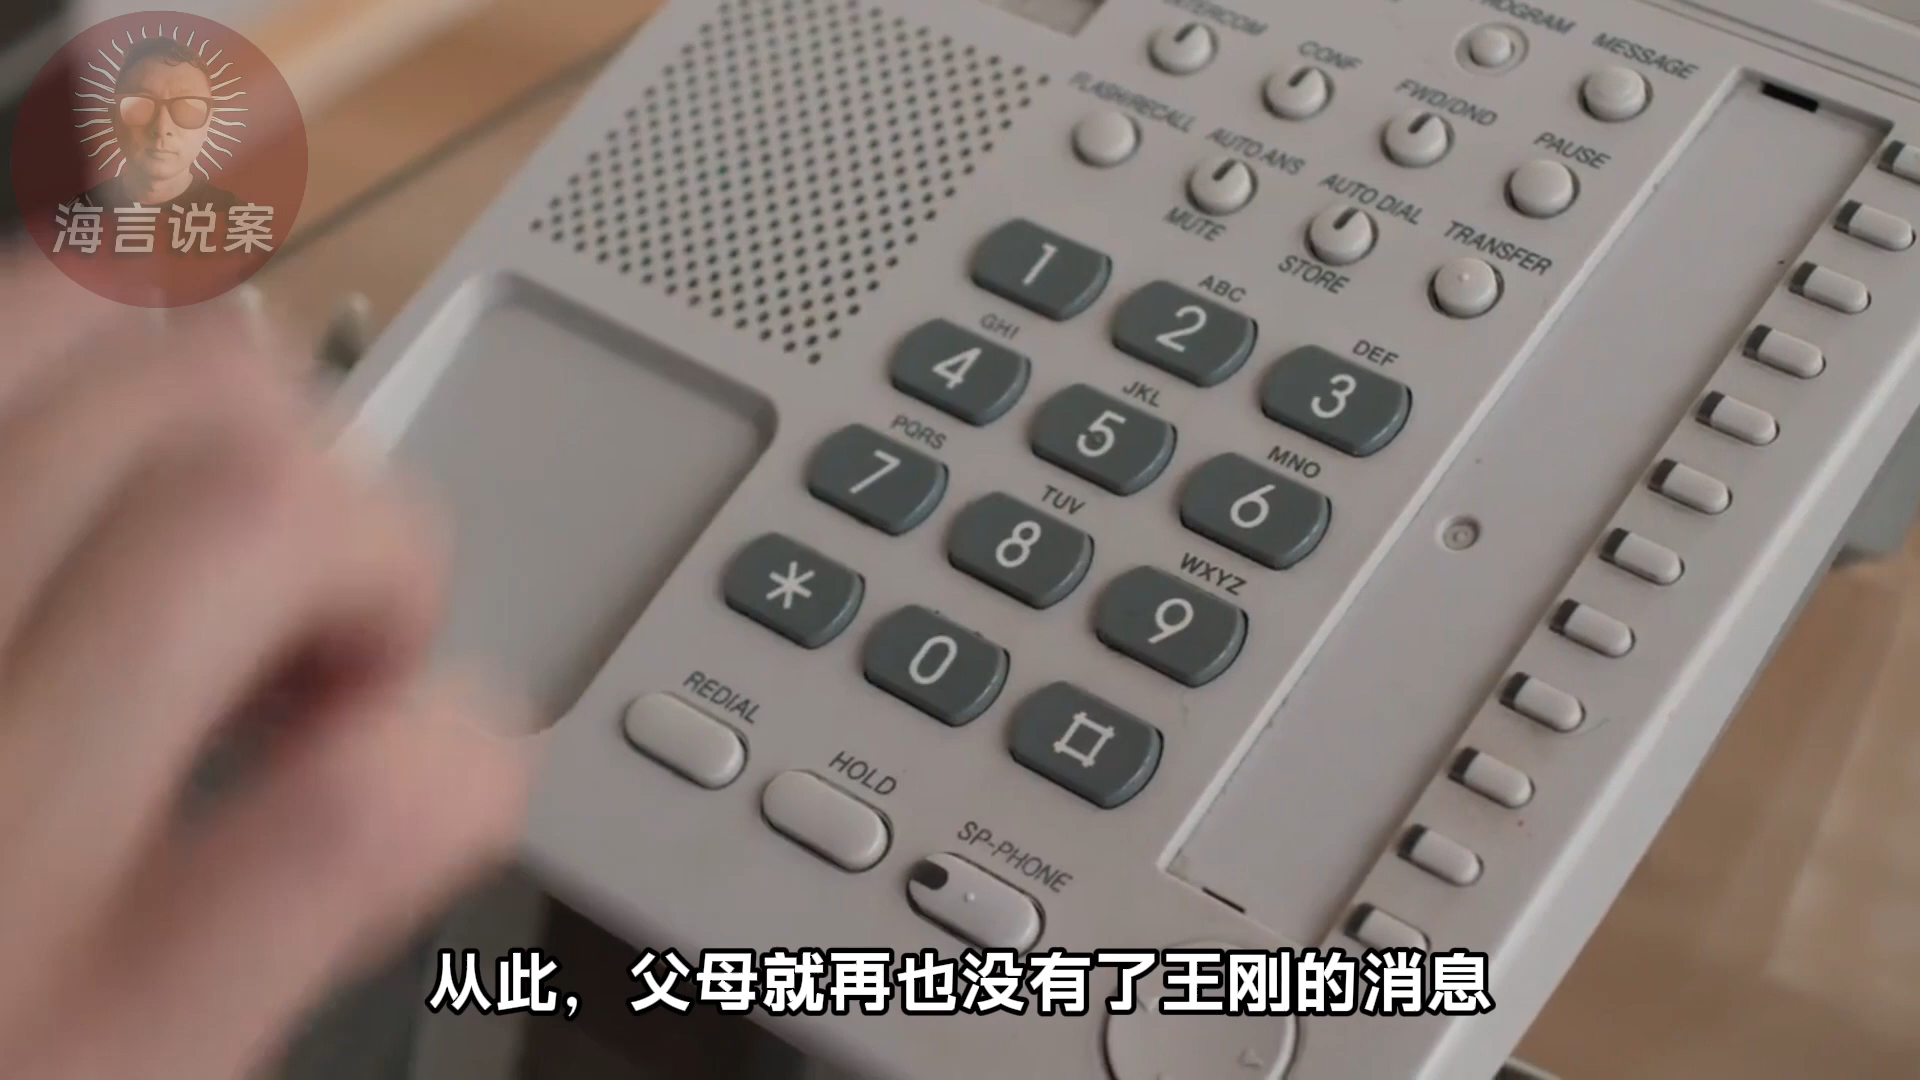 海言说案
INTERCOM
CONF
PROGRAM
MESSAGE
FLASH/RECALL
AUTO ANS
FWD/DND
PAUSE
MUTE
AUTO DIAL
STORE
TRANSFER
1
ABC
2
DEF
3
GHI
4
JKL
5
MNO
6
PQRS
7
TUV
8
WXYZ
9
*
0
REDIAL
HOLD
SP-PHONE
从此，父母就再也没有了王刚的消息